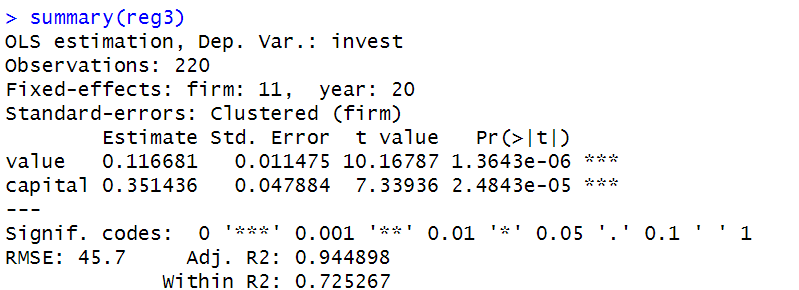 > summary(reg3)
OLS estimation, Dep. Var.: invest
Observations: 220
Fixed-effects: firm: 11,  year: 20
Standard-errors: Clustered (firm)
        Estimate Std. Error  t value   Pr(>|t|)
value   0.116681   0.011475 10.16787 1.3643e-06 ***
capital 0.351436   0.047884  7.33936 2.4843e-05 ***
---
Signif. codes:  0 '***' 0.001 '**' 0.01 '*' 0.05 '.' 0.1 ' ' 1
RMSE: 45.7     Adj. R2: 0.944898
             Within R2: 0.725267